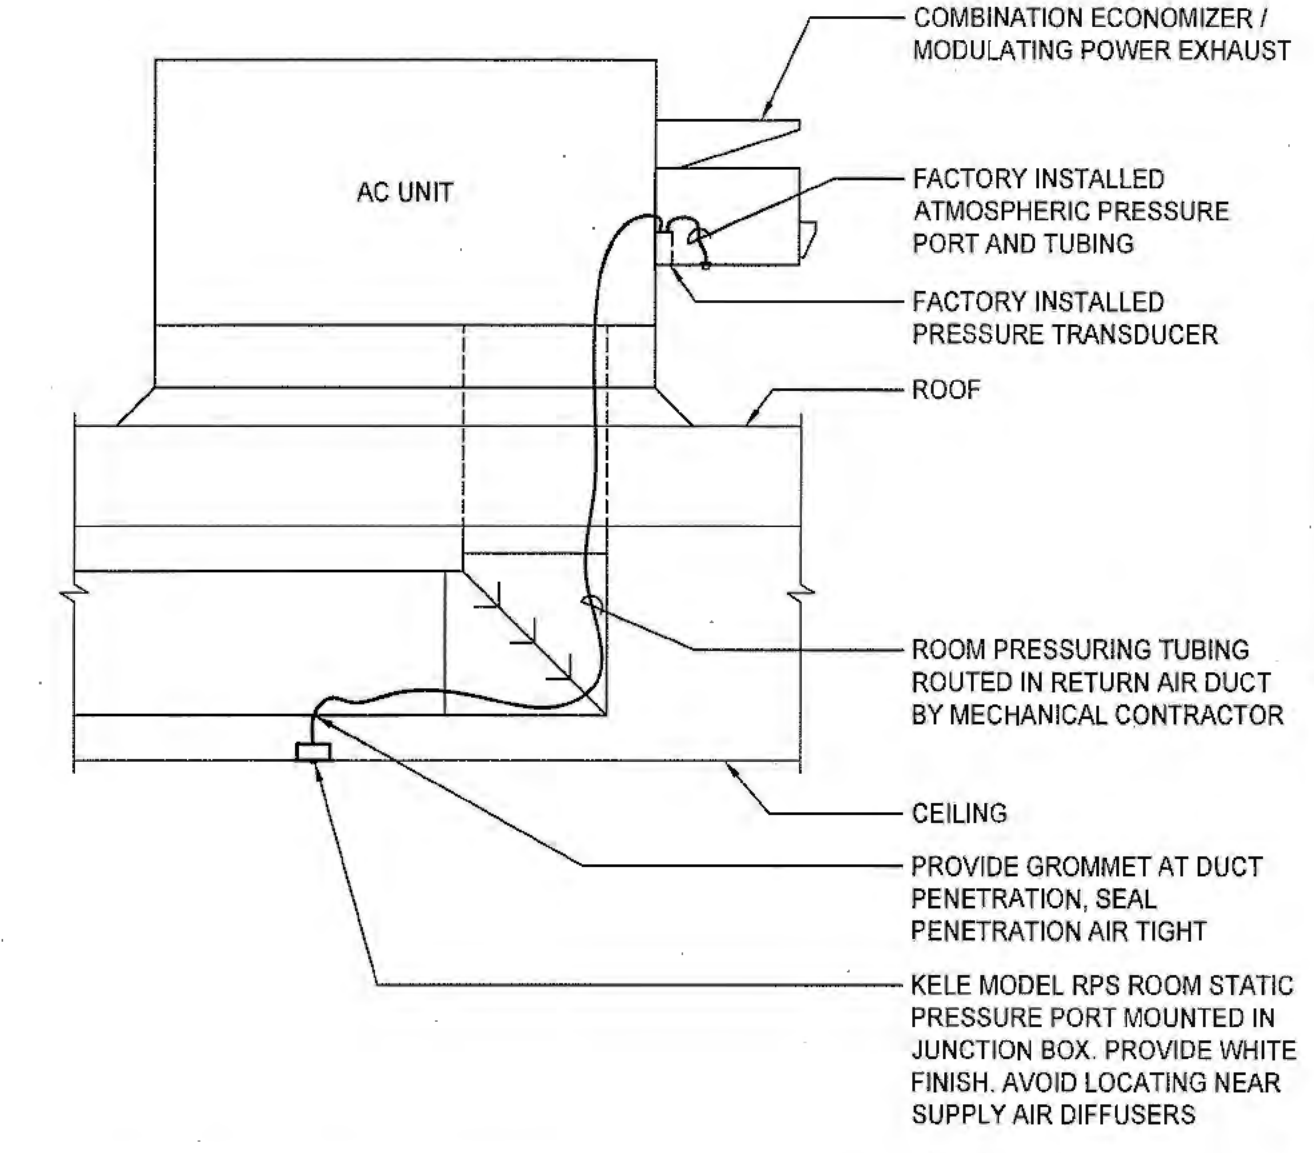 COMBINATION ECONOMIZER /
MODULATING POWER EXHAUST
AC UNIT
FACTORY INSTALLED
ATMOSPHERIC PRESSURE
PORT AND TUBING
FACTORY INSTALLED
PRESSURE TRANSDUCER
ROOF
ROOM PRESSURING TUBING
ROUTED IN RETURN AIR DUCT
BY MECHANICAL CONTRACTOR
CEILING
PROVIDE GROMMET AT DUCT
PENETRATION, SEAL
PENETRATION AIR TIGHT
KELE MODEL RPS ROOM STATIC
PRESSURE PORT MOUNTED IN
JUNCTION BOX. PROVIDE WHITE
FINISH. AVOID LOCATING NEAR
SUPPLY AIR DIFFUSERS